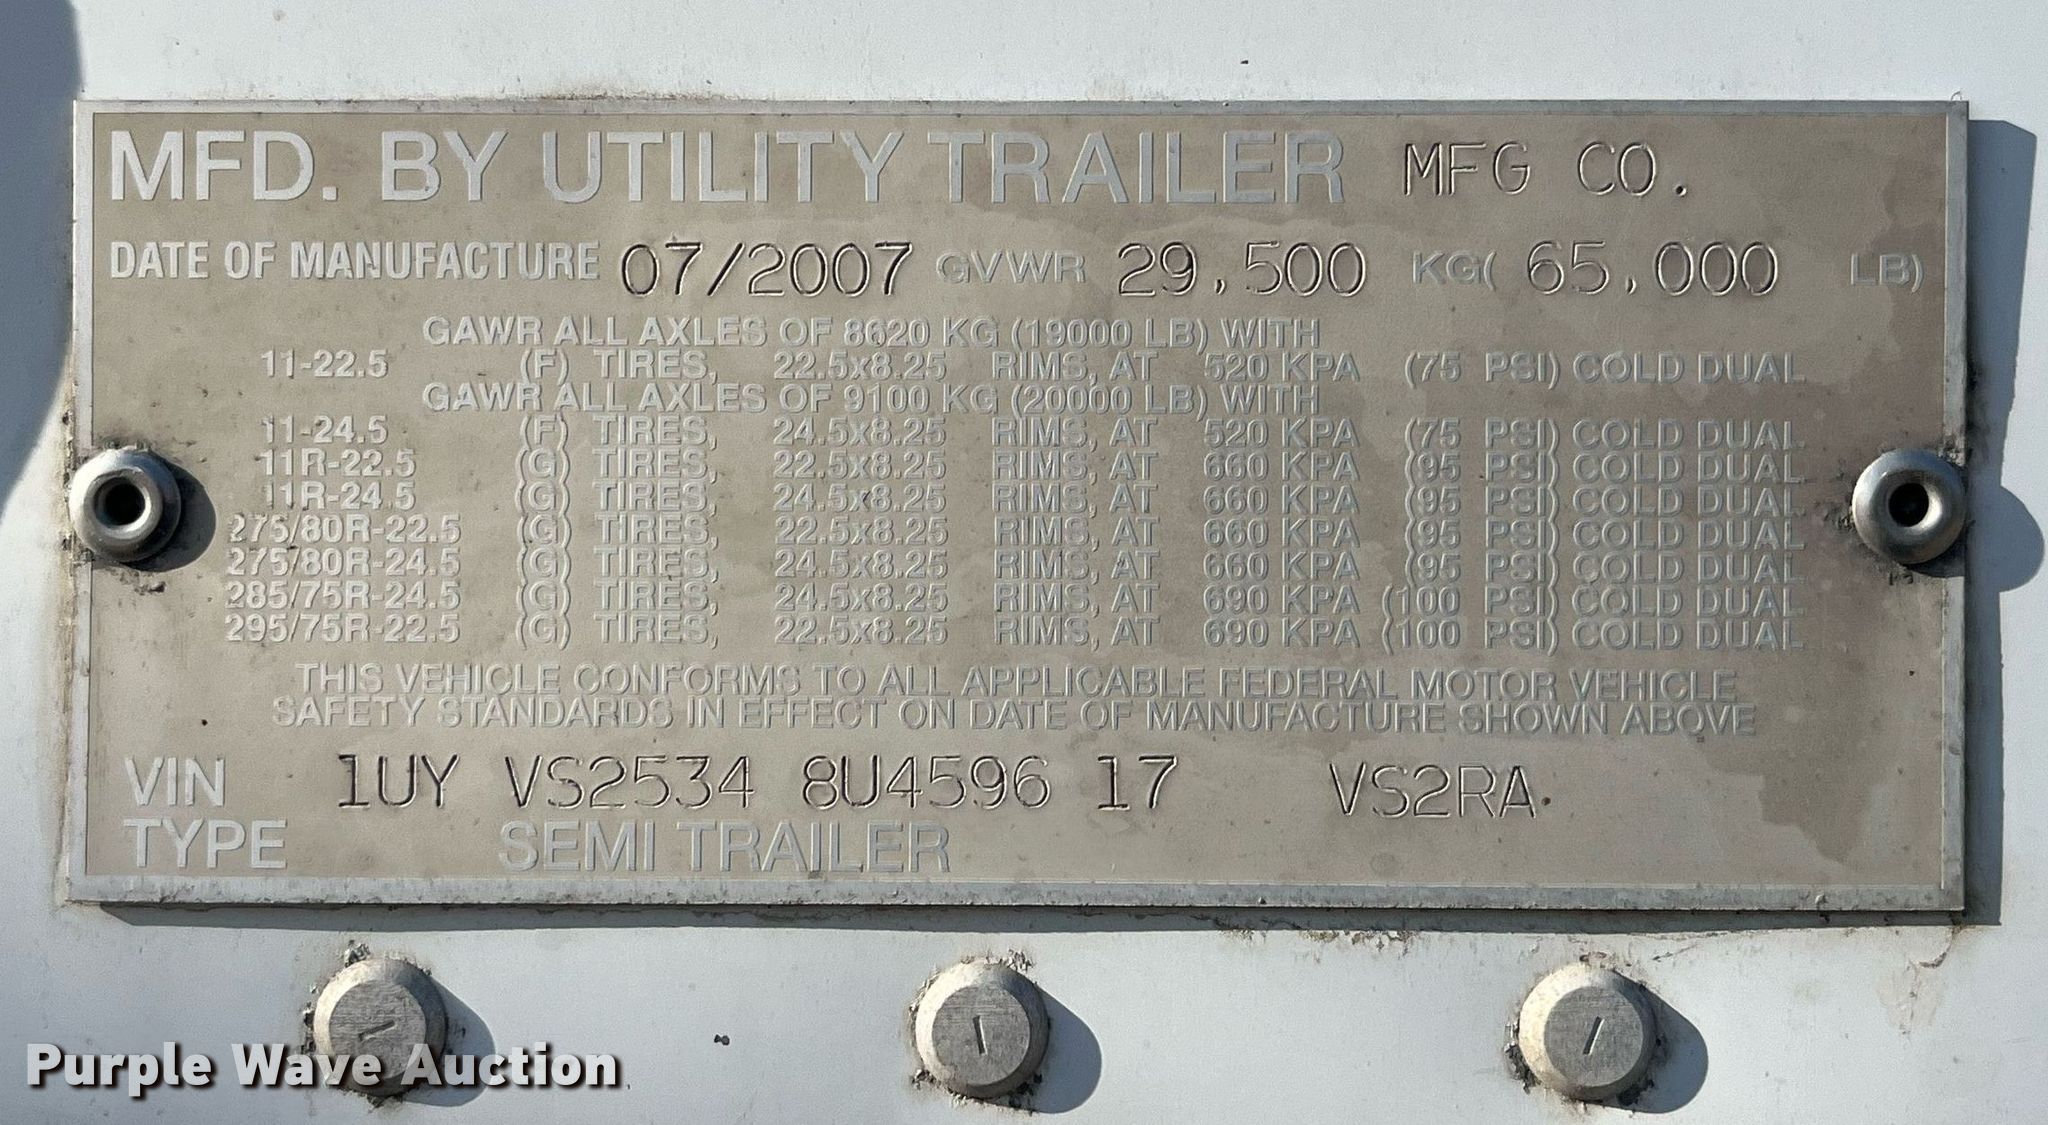 MFD. BY UTILITY TRAILER MFG CO.
DATE OF MANUFACTURE 07/2007 GVWR 29,500 KG( 65,000 LB)
GAWR ALL AXLES OF 8620 KG (19000 LB) WITH
11-22.5 (F) TIRES, 22.5x8.25 RIMS, AT 520 KPA (75 PSI) COLD DUAL
GAWR ALL AXLES OF 9100 KG (20000 LB) WITH
11-24.5 (F) TIRES, 24.5x8.25 RIMS, AT 520 KPA (75 PSI) COLD DUAL
11R-22.5 (G) TIRES, 22.5x8.25 RIMS, AT 660 KPA (95 PSI) COLD DUAL
11R-24.5 (G) TIRES, 24.5x8.25 RIMS, AT 660 KPA (95 PSI) COLD DUAL
275/80R-22.5 (G) TIRES, 22.5x8.25 RIMS, AT 660 KPA (95 PSI) COLD DUAL
275/80R-24.5 (G) TIRES, 24.5x8.25 RIMS, AT 660 KPA (95 PSI) COLD DUAL
285/75R-24.5 (G) TIRES, 24.5x8.25 RIMS, AT 690 KPA (100 PSI) COLD DUAL
295/75R-22.5 (G) TIRES, 22.5x8.25 RIMS, AT 690 KPA (100 PSI) COLD DUAL
THIS VEHICLE CONFORMS TO ALL APPLICABLE FEDERAL MOTOR VEHICLE
SAFETY STANDARDS IN EFFECT ON DATE OF MANUFACTURE SHOWN ABOVE
VIN 1UY VS2534 8U4596 17 VS2RA
TYPE SEMI TRAILER
Purple Wave Auction